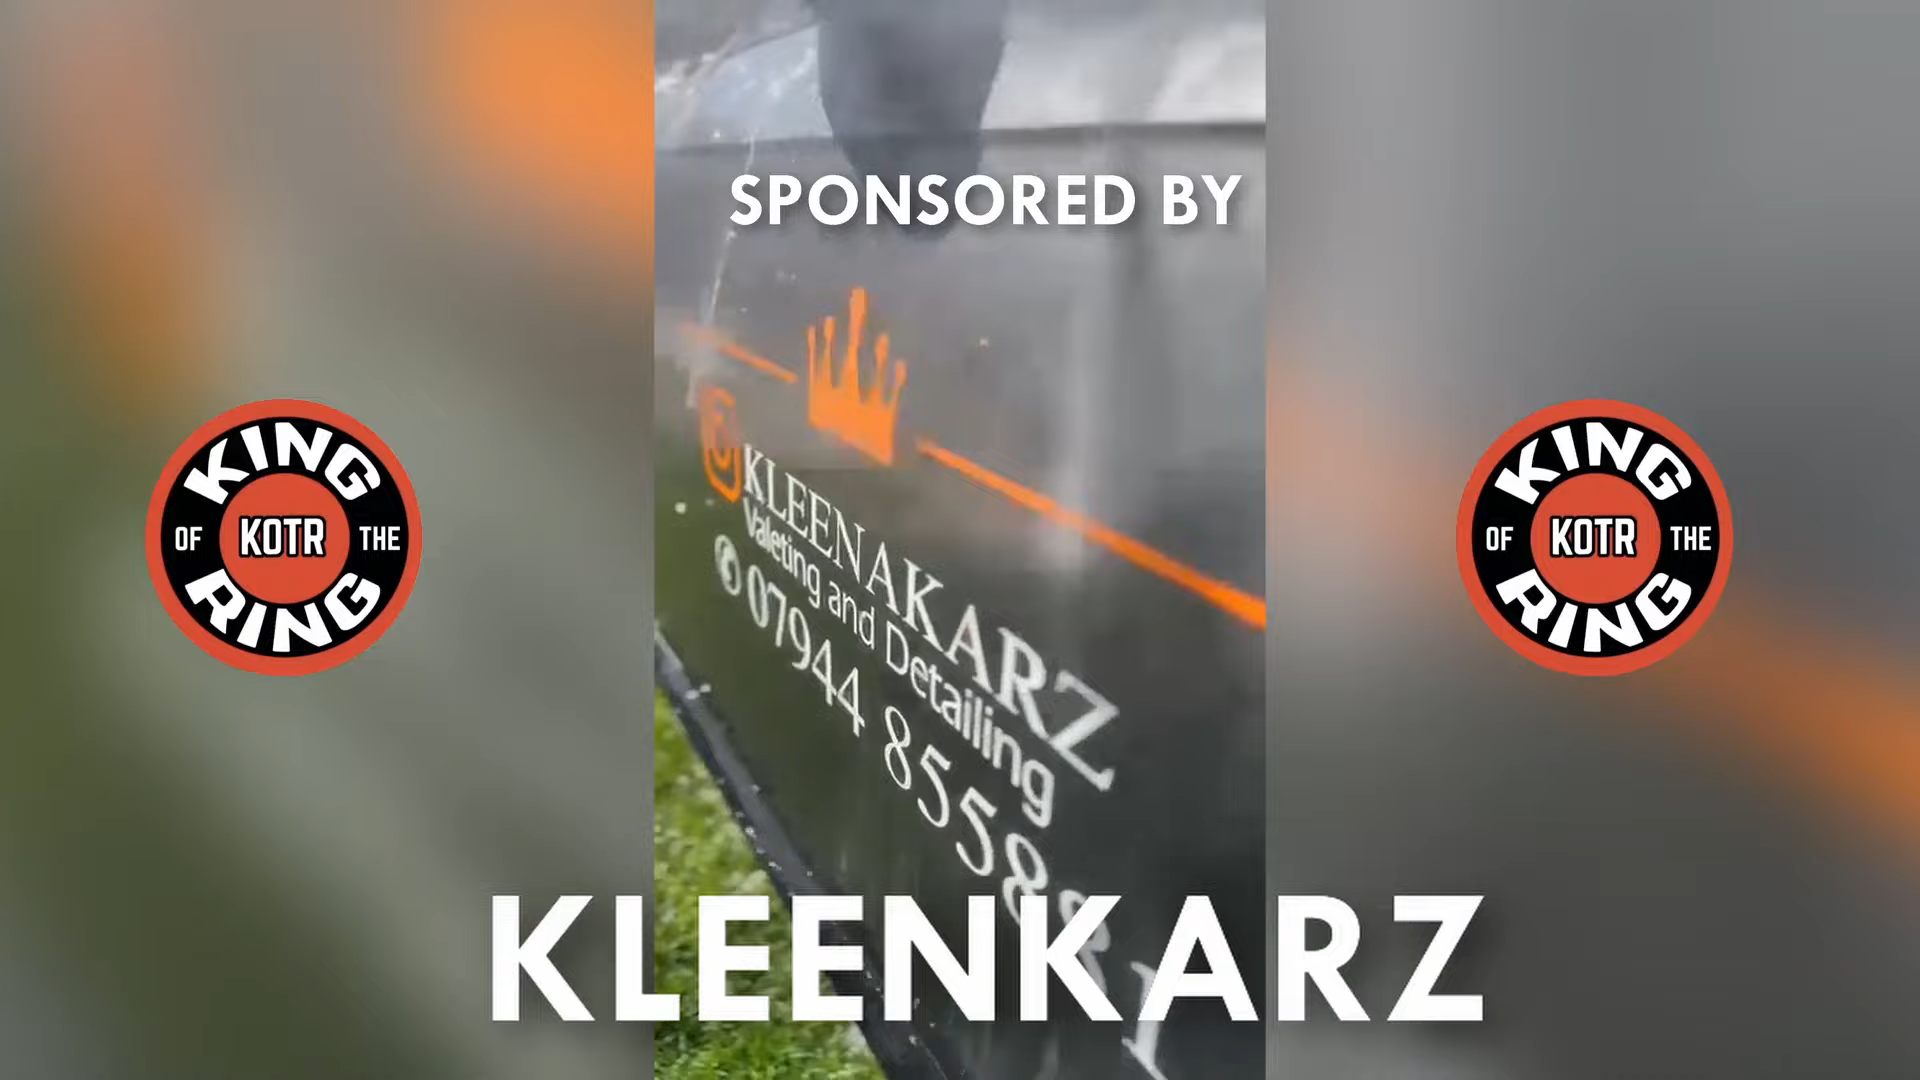 SPONSORED BY
KING
OF KOTR THE
RING
KLEENAKARZ
Valeting and Detailing
07944 8558
KING
OF KOTR THE
RING
KLEENKARZ